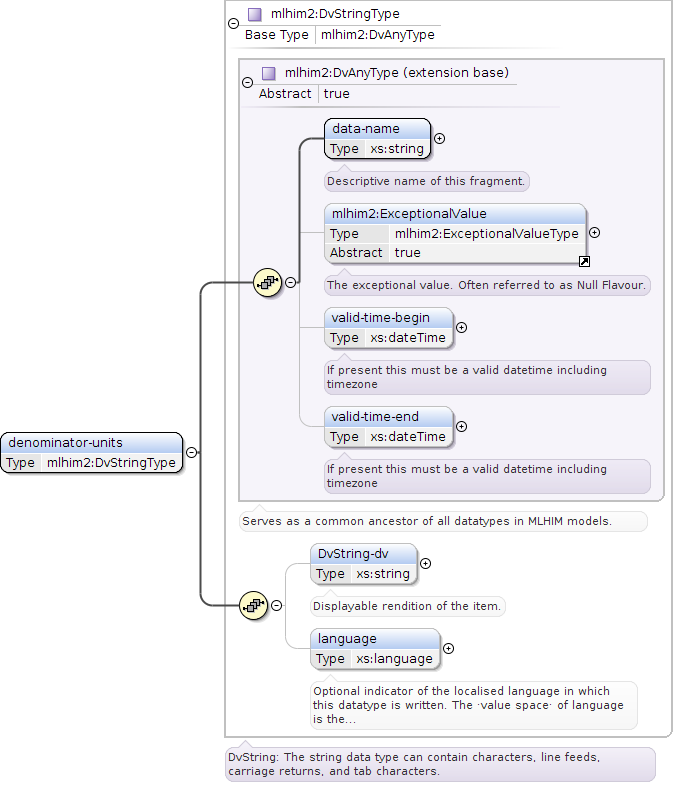 mlhim2:DvStringType
Base Type mlhim2:DvAnyType
mlhim2:DvAnyType (extension base)
Abstract true
data-name
Type xs:string
Descriptive name of this fragment.
mlhim2:ExceptionalValue
Type mlhim2:ExceptionalValueType
Abstract true
The exceptional value. Often referred to as Null Flavour.
valid-time-begin
Type xs:dateTime
If present this must be a valid datetime including
timezone
valid-time-end
Type xs:dateTime
If present this must be a valid datetime including
timezone
denominator-units
Type mlhim2:DvStringType
Serves as a common ancestor of all datatypes in MLHIM models.
DvString-dv
Type xs:string
Displayable rendition of the item.
language
Type xs:language
Optional indicator of the localised language in which
this datatype is written. The ·value space· of language
is the...
DvString: The string data type can contain characters, line feeds,
carriage returns, and tab characters.